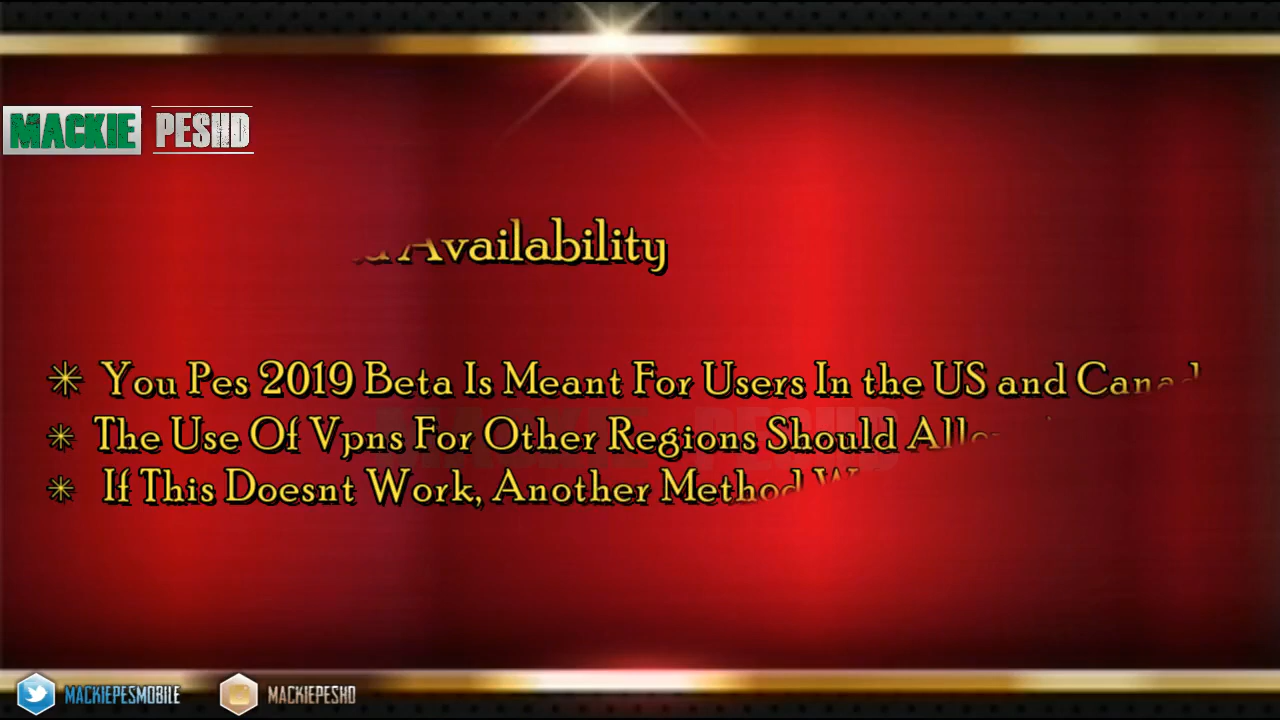 MACKIE PESHD
Availability
You Pes 2019 Beta Is Meant For Users In the US and
The Use Of Vpns For Other Regions Should
If This Doesnt Work, Another Method
MACKIEPESMOBILE
MACKIEPESHD